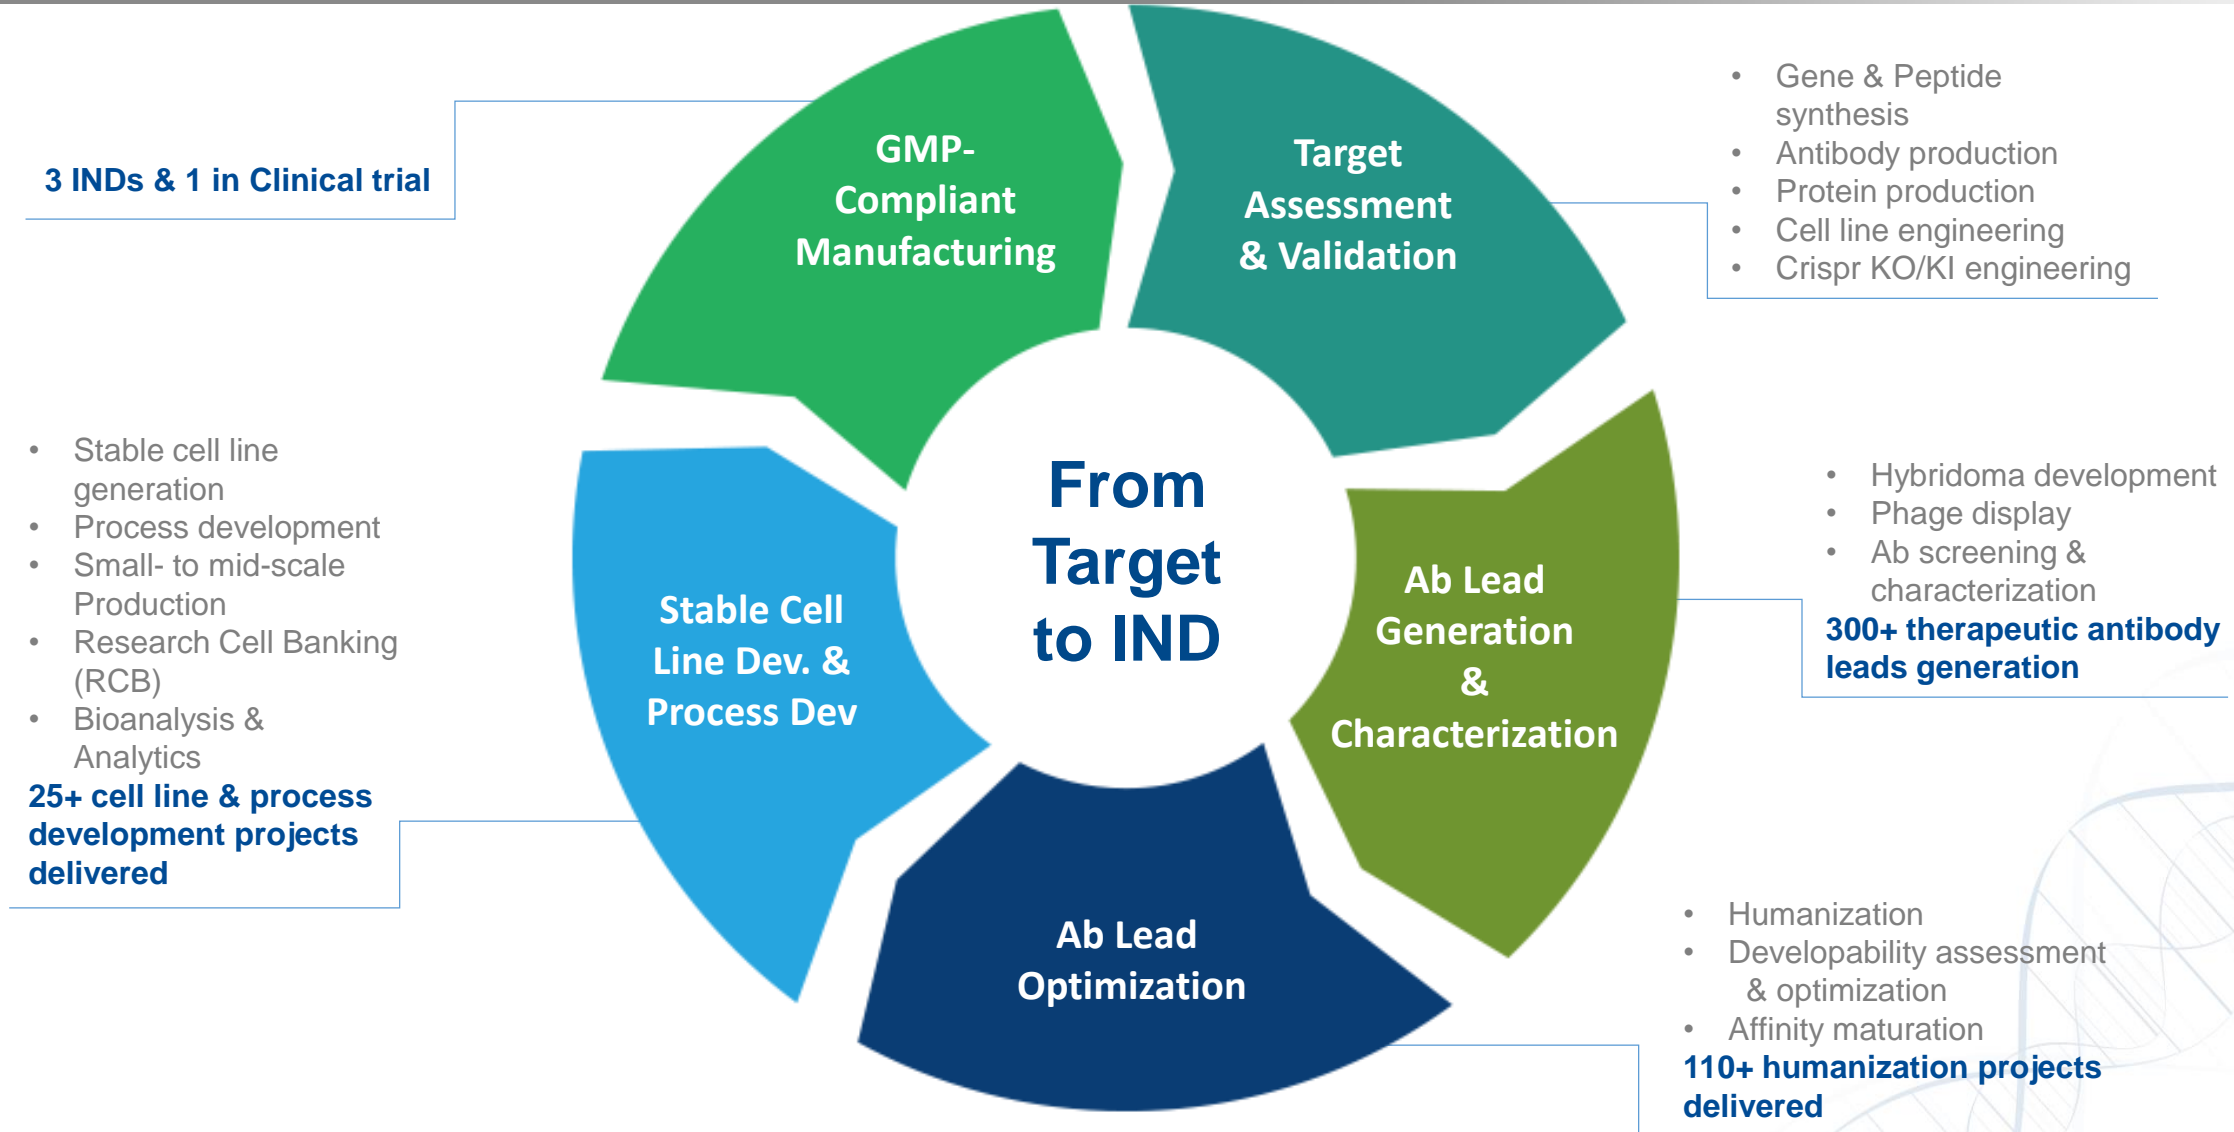 From
Target
to IND
Target
Assessment
& Validation
• Gene & Peptide
synthesis
• Antibody production
• Protein production
• Cell line engineering
• Crispr KO/KI engineering
Ab Lead
Generation
&
Characterization
• Hybridoma development
• Phage display
• Ab screening &
characterization
300+ therapeutic antibody
leads generation
Ab Lead
Optimization
• Humanization
• Developability assessment
& optimization
• Affinity maturation
110+ humanization projects
delivered
Stable Cell
Line Dev. &
Process Dev
• Stable cell line
generation
• Process development
• Small- to mid-scale
Production
• Research Cell Banking
(RCB)
• Bioanalysis &
Analytics
25+ cell line & process
development projects
delivered
GMP-
Compliant
Manufacturing
3 INDs & 1 in Clinical trial